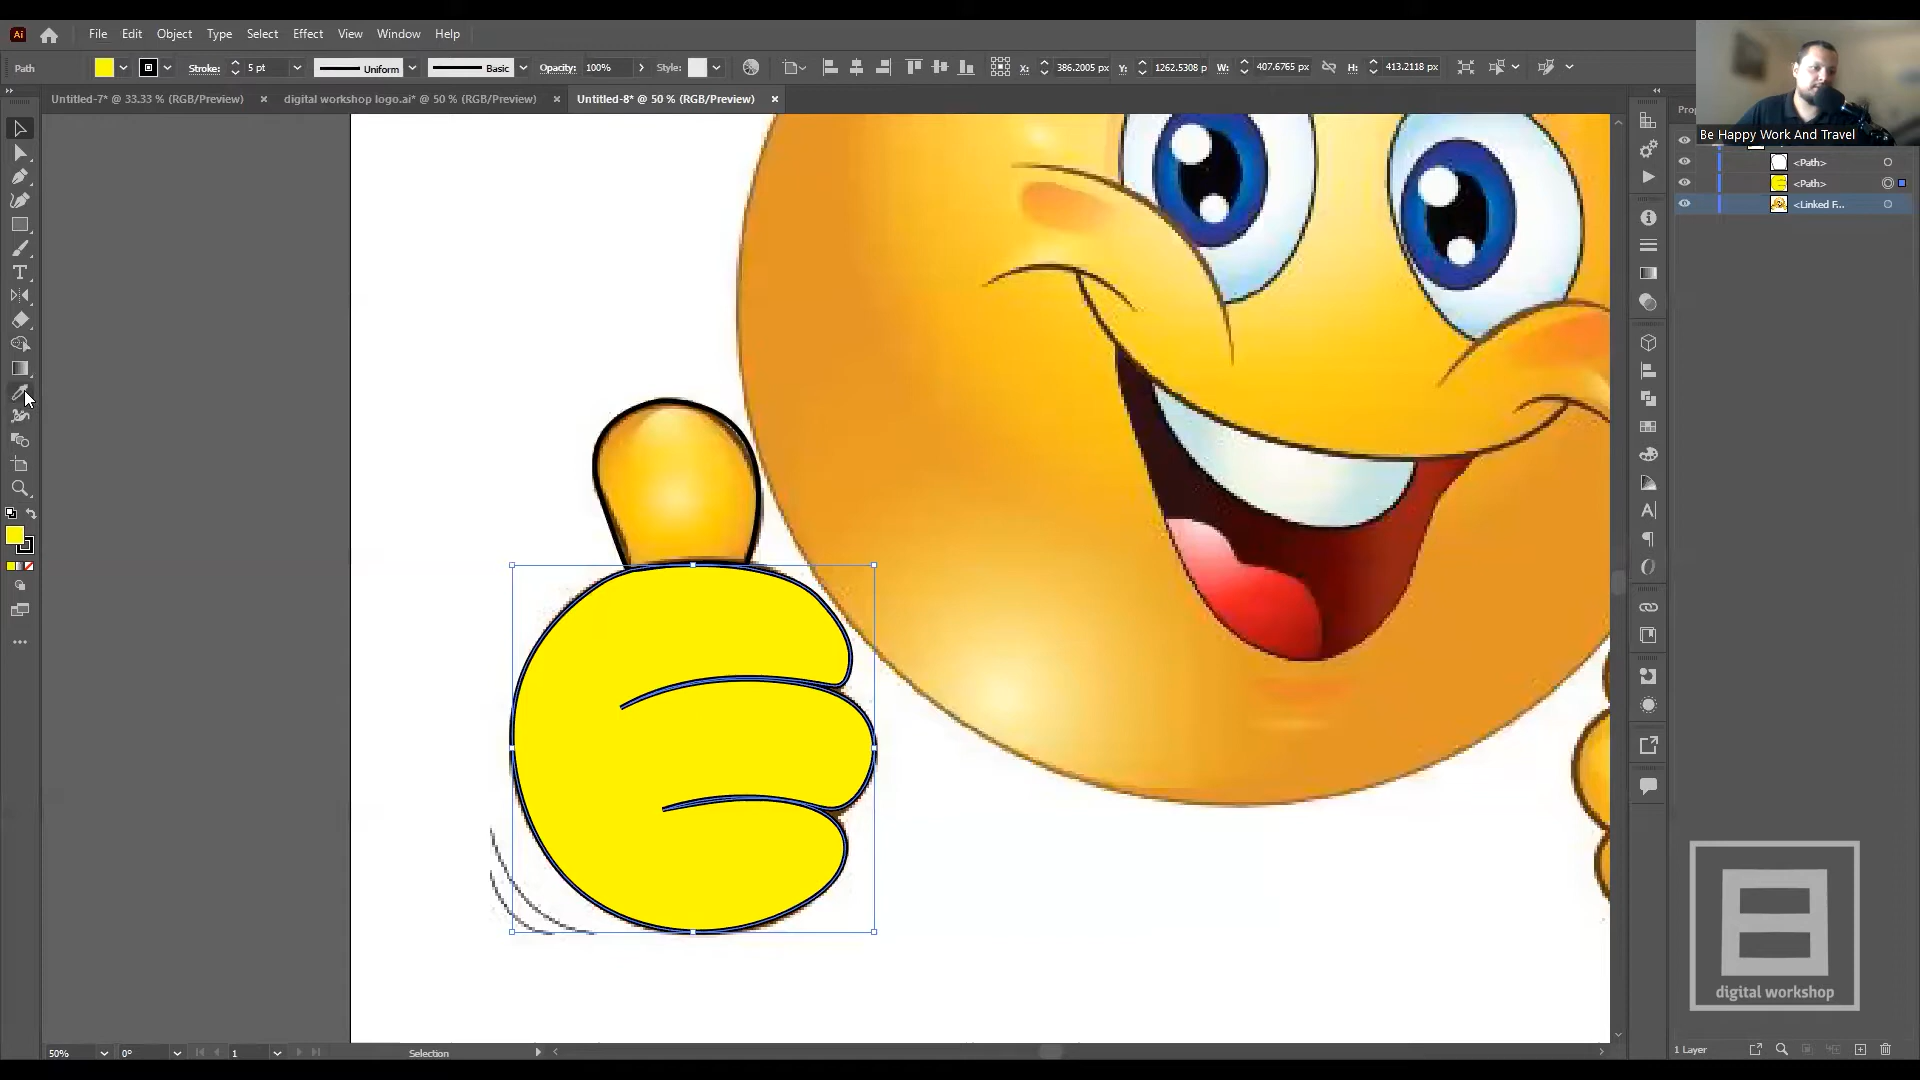 Ai File Edit Object Type Select Effect View Window Help
Path Stroke: 5 pt Uniform Basic Opacity: 100% Style: X: 386.2005 px Y: 1262.5308 p W: 407.6765 px H: 413.2118 px
Untitled-7* @ 33.33 % (RGB/Preview) digital workshop logo.ai* @ 50 % (RGB/Preview) Untitled-8* @ 50 % (RGB/Preview)
Be Happy Work And Travel
<Path>
<Path>
<Linked F...
digital workshop
50% 0° 1 Selection
1 Layer